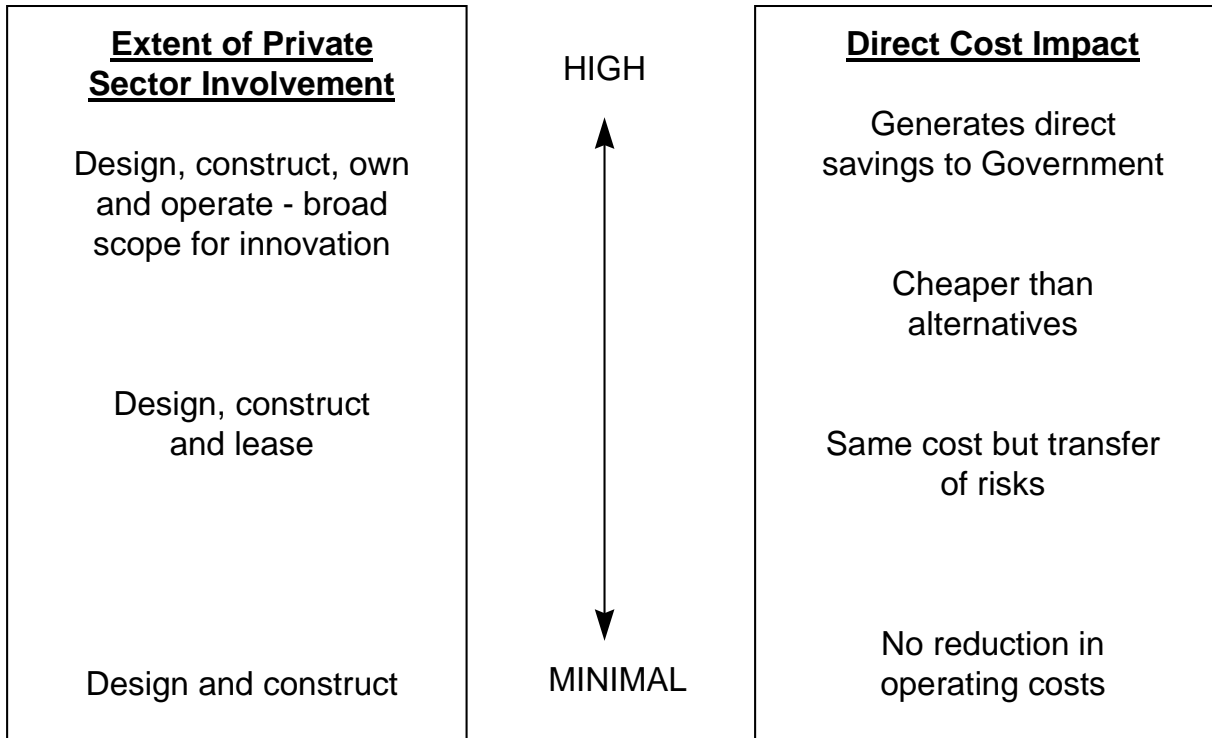 Extent of Private
Sector Involvement
Design, construct, own
and operate - broad
scope for innovation
Design, construct
and lease
Design and construct
HIGH
MINIMAL
Direct Cost Impact
Generates direct
savings to Government
Cheaper than
alternatives
Same cost but transfer
of risks
No reduction in
operating costs